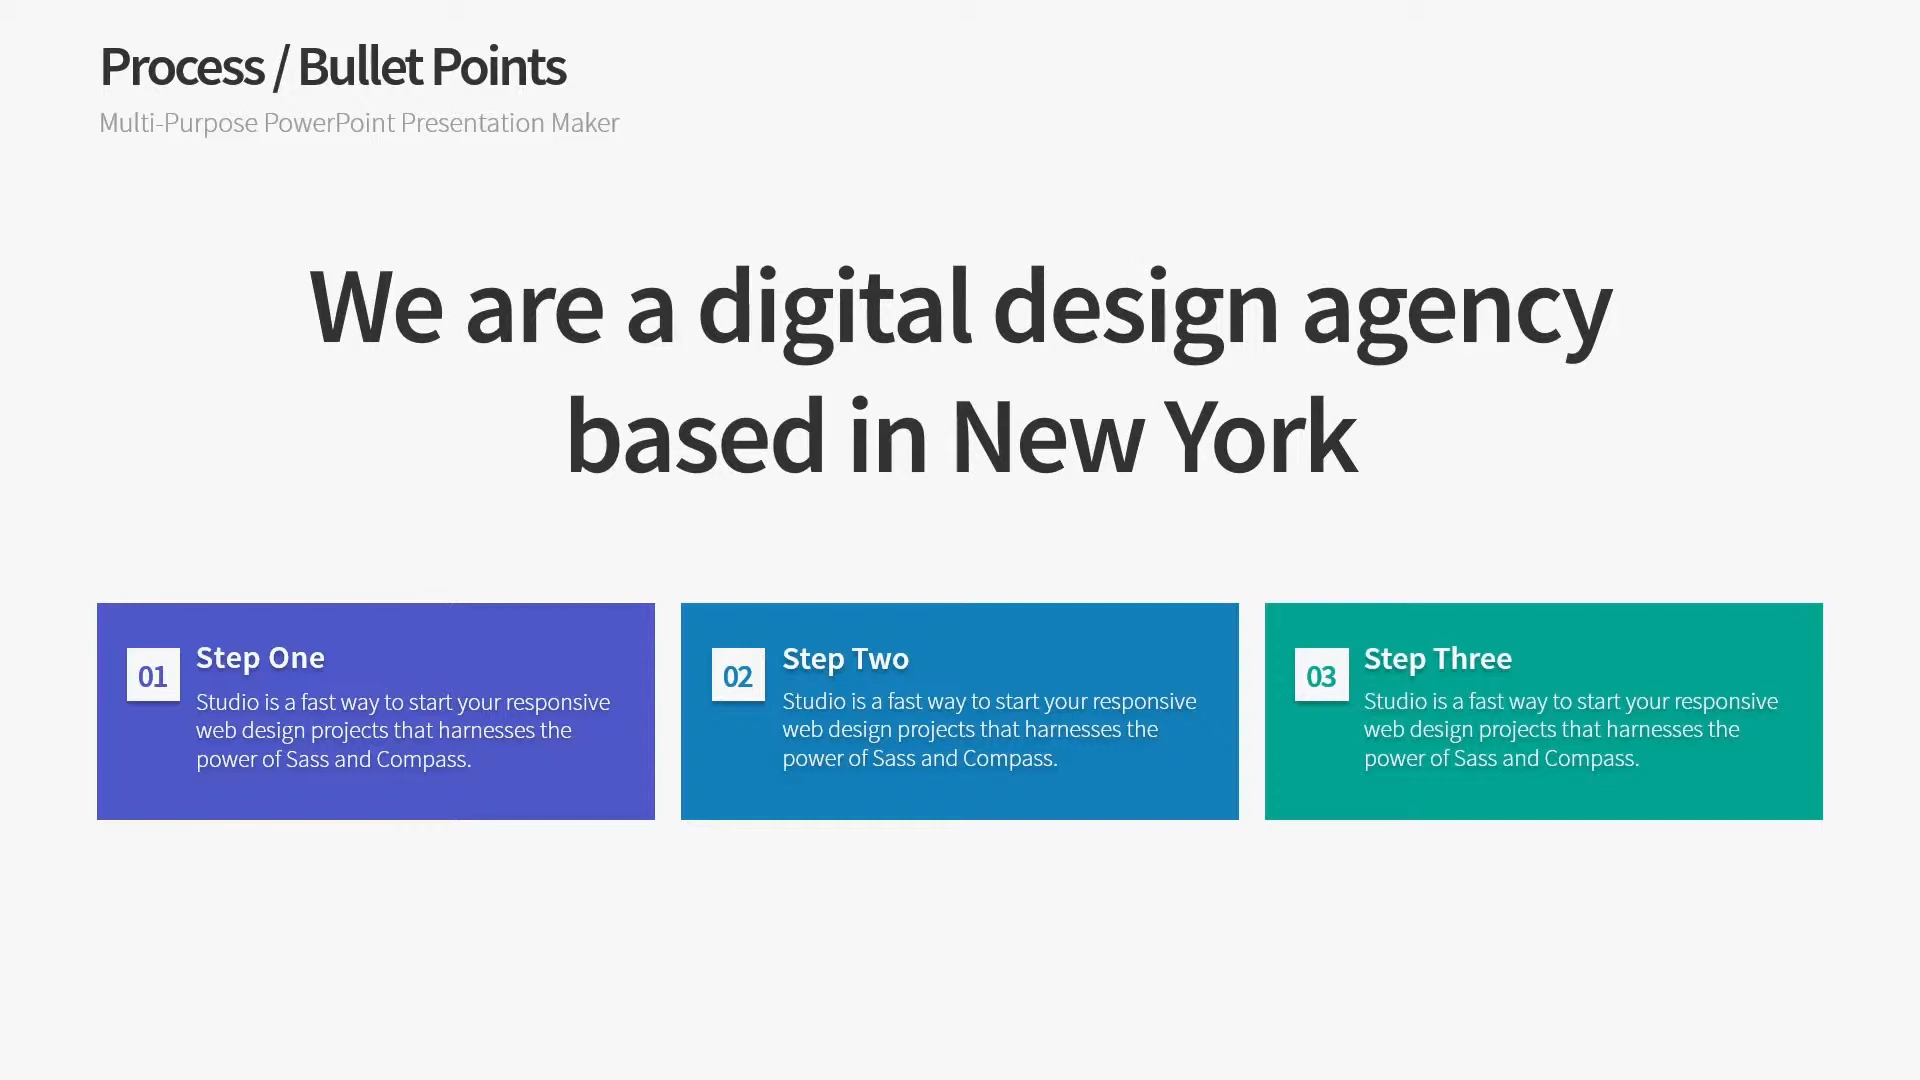 Process / Bullet Points
Multi-Purpose PowerPoint Presentation Maker
We are a digital design agency
based in New York
01
Step One
Studio is a fast way to start your responsive
web design projects that harnesses the
power of Sass and Compass.
02
Step Two
Studio is a fast way to start your responsive
web design projects that harnesses the
power of Sass and Compass.
03
Step Three
Studio is a fast way to start your responsive
web design projects that harnesses the
power of Sass and Compass.